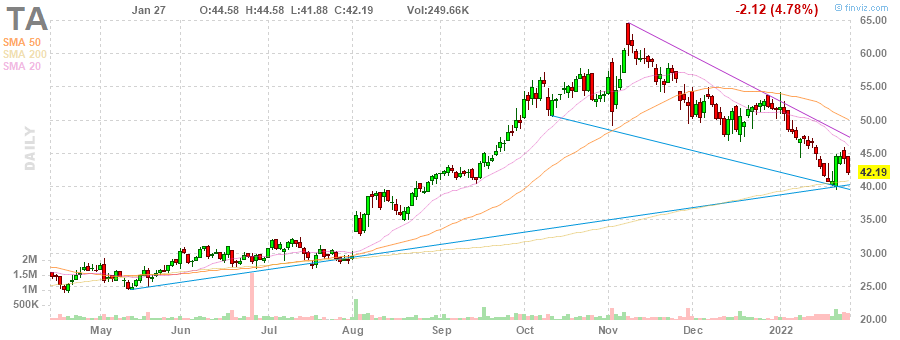 TA
Jan 27 O:44.58 H:44.58 L:41.88 C:42.19 Vol:249.66K
-2.12 (4.78%)
© finviz.com
SMA 50
SMA 200
SMA 20
DAILY
65.00
60.00
55.00
50.00
45.00
42.19
40.00
35.00
30.00
25.00
20.00
2M
1.5M
1M
500K
May Jun Jul Aug Sep Oct Nov Dec 2022